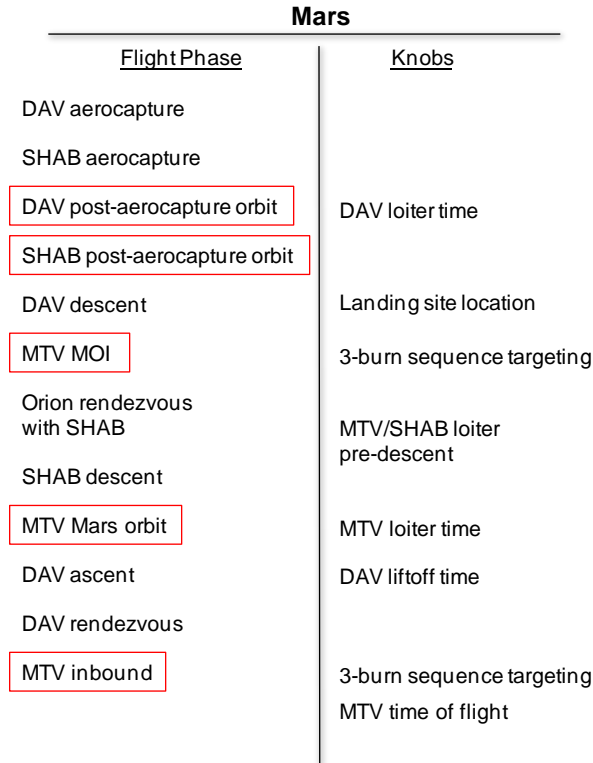 Mars
Flight Phase
Knobs
DAV aerocapture
SHAB aerocapture
DAV post-aerocapture orbit
DAV loiter time
SHAB post-aerocapture orbit
DAV descent
Landing site location
MTV MOI
3-burn sequence targeting
Orion rendezvous
with SHAB
MTV/SHAB loiter
pre-descent
SHAB descent
MTV Mars orbit
MTV loiter time
DAV ascent
DAV liftoff time
DAV rendezvous
MTV inbound
3-burn sequence targeting
MTV time of flight